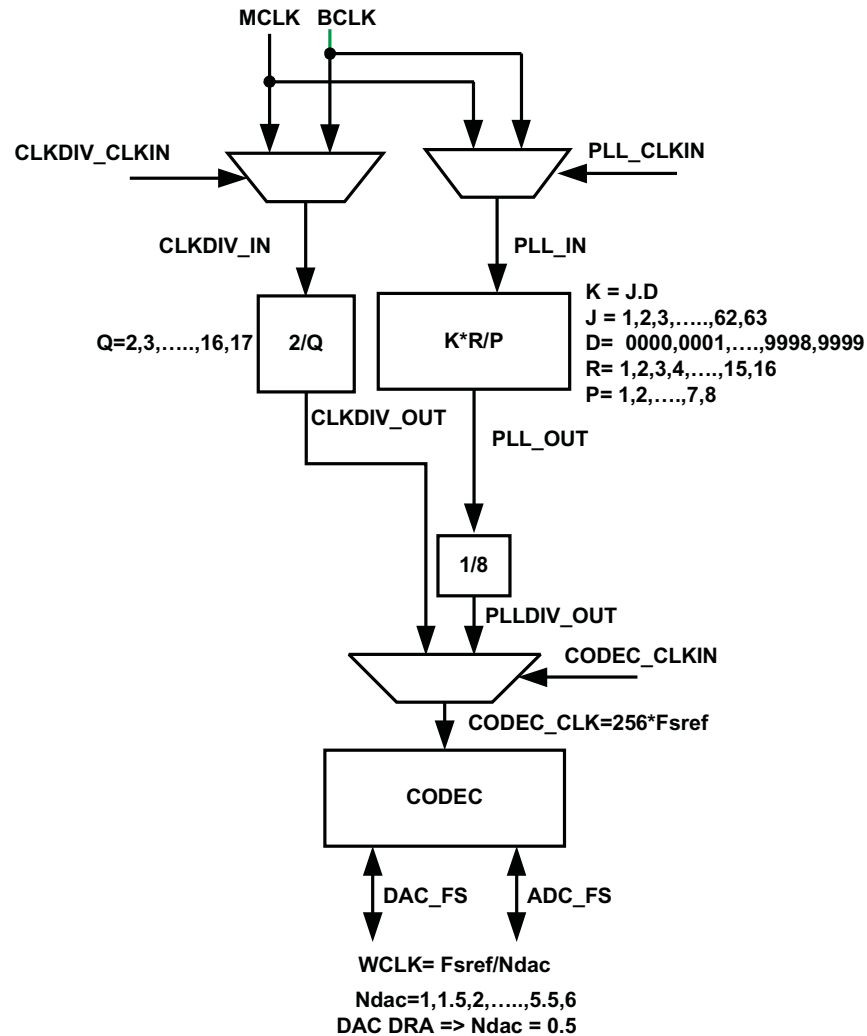 MCLK BCLK
CLKDIV_CLKIN
PLL_CLKIN
CLKDIV_IN
PLL_IN
Q=2,3,.....,16,17
2/Q
K*R/P
K = J.D
J = 1,2,3,.....,62,63
D= 0000,0001,....,9998,9999
R= 1,2,3,4,....,15,16
P= 1,2,....,7,8
CLKDIV_OUT
PLL_OUT
1/8
PLLDIV_OUT
CODEC_CLKIN
CODEC_CLK=256*Fsref
CODEC
DAC_FS
ADC_FS
WCLK= Fsref/Ndac
Ndac=1,1.5,2,.....,5.5,6
DAC DRA => Ndac = 0.5